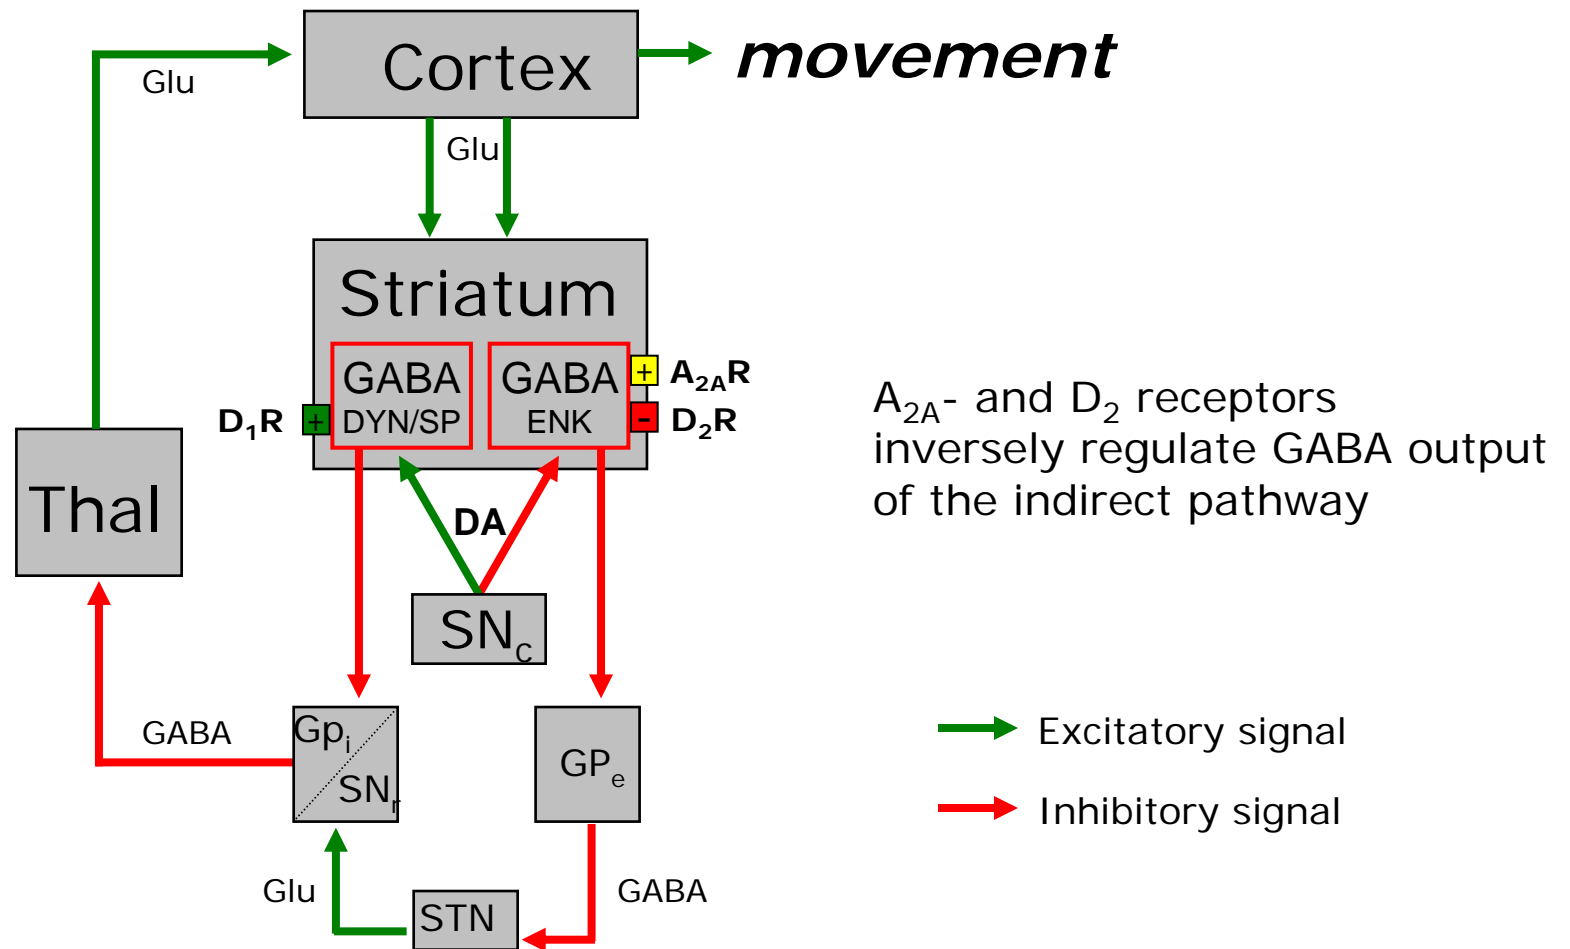 Cortex
movement
Glu
Glu
Striatum
GABA
DYN/SP
GABA
ENK
+
A2AR
D1R
+
-
D2R
A2A- and D2 receptors
inversely regulate GABA output
of the indirect pathway
Thal
DA
SNc
GABA
Gpi
SNr
GPe
Excitatory signal
Inhibitory signal
Glu
STN
GABA